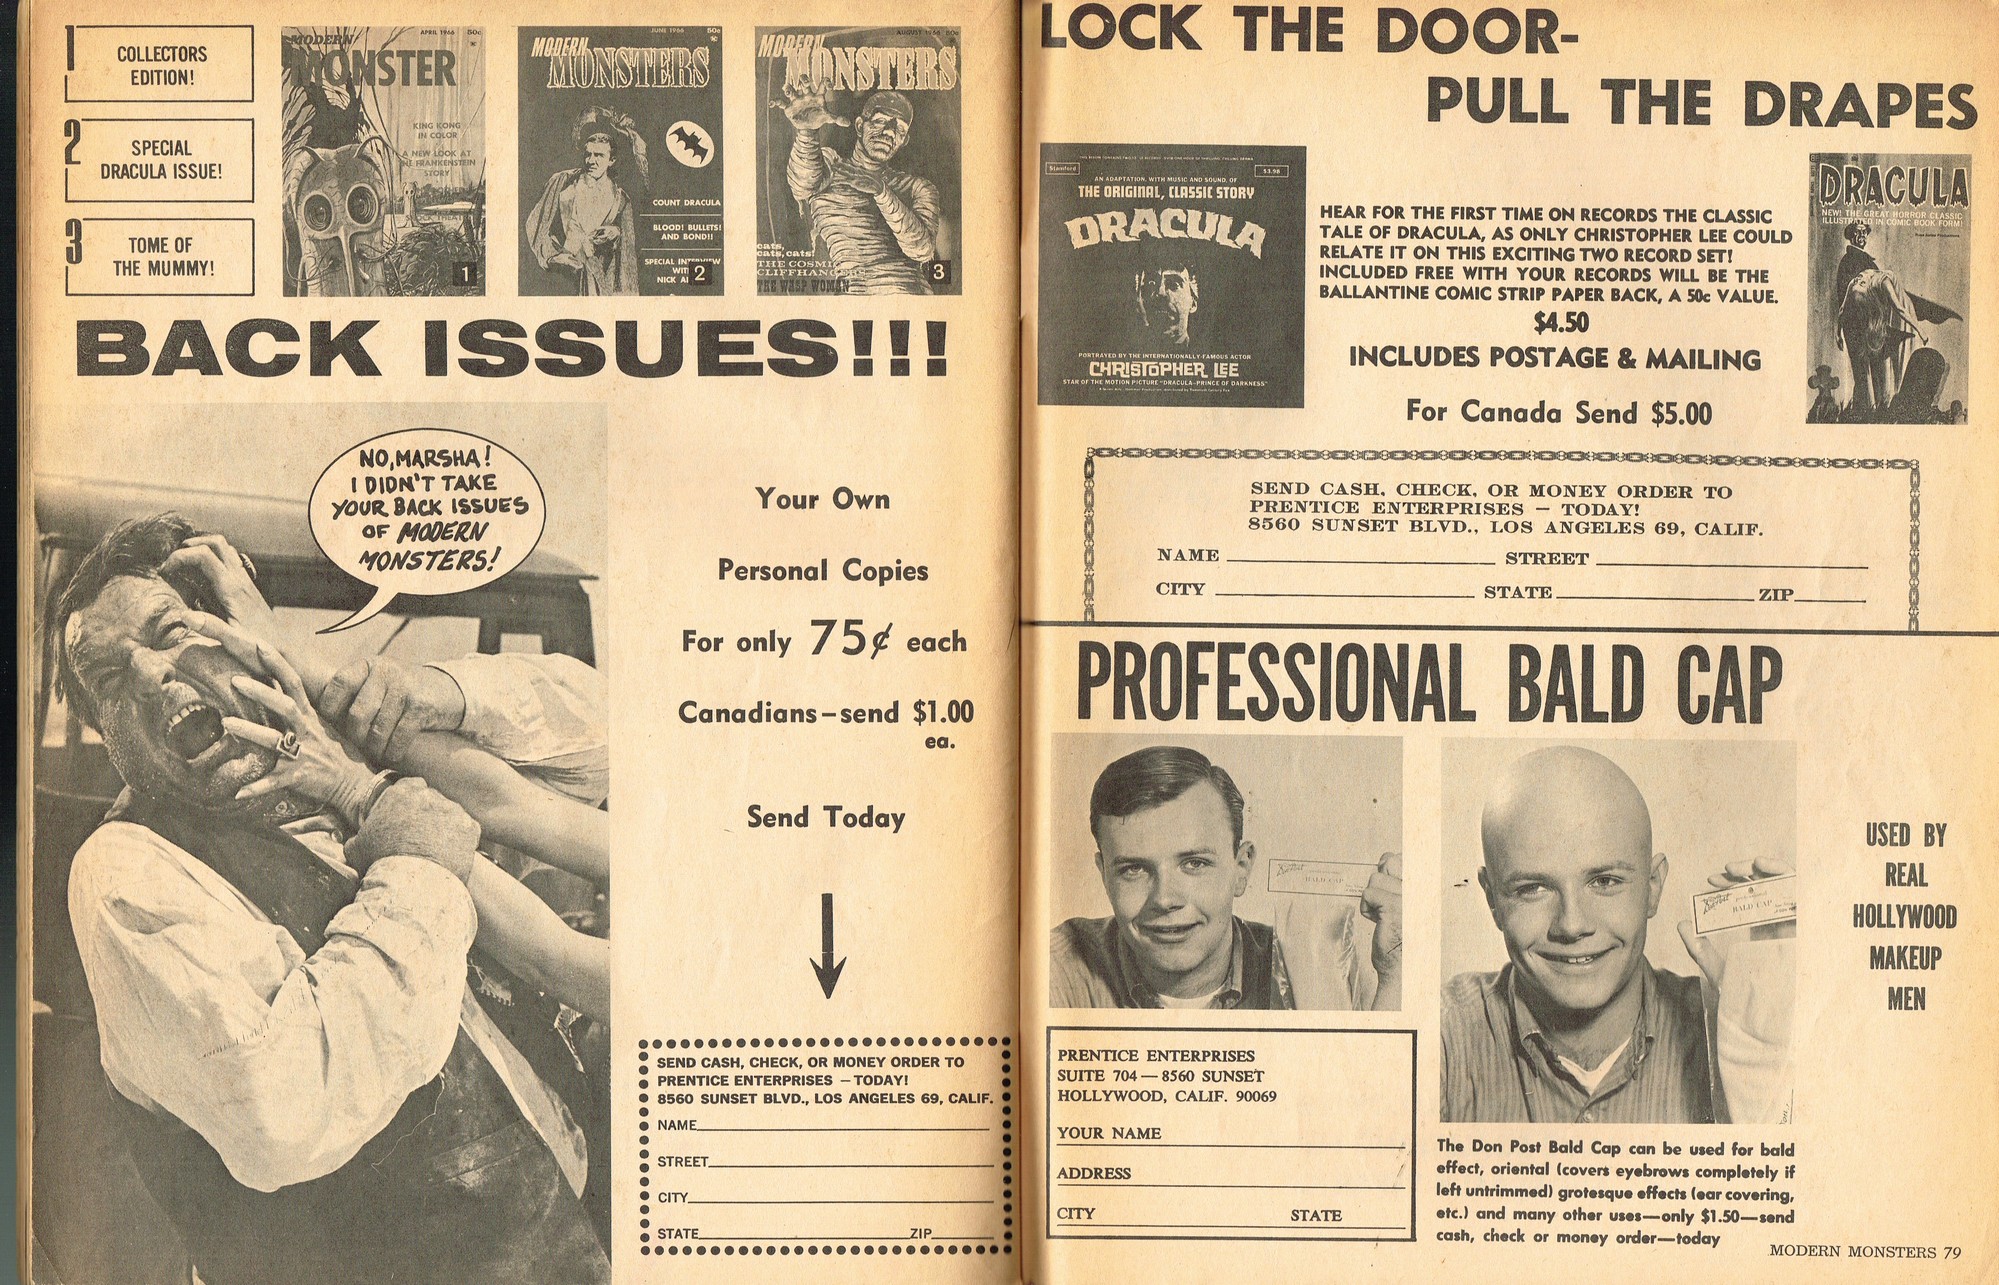 1
COLLECTORS
EDITION!
2
SPECIAL
DRACULA ISSUE!
3
TOME OF
THE MUMMY!
APRIL 1966 50c
MODERN
MONSTER
KING KONG
IN COLOR
A NEW LOOK AT
THE FRANKENSTEIN
STORY
1
JUNE 1966 50c
MODERN
MONSTERS
COUNT DRACULA
BLOOD! BULLETS!
AND BOND!!
SPECIAL INTERVIEW
WITH
NICK A
2
AUGUST 1966 50c
MODERN
MONSTERS
cats,
cats, cats!
THE COSMIC
CLIFFHANGERS
THE WASP WOMAN
3
BACK ISSUES!!!
NO, MARSHA!
I DIDN'T TAKE
YOUR BACK ISSUES
OF MODERN
MONSTERS!
Your Own
Personal Copies
For only 75¢ each
Canadians–send $1.00
ea.
Send Today
SEND CASH, CHECK, OR MONEY ORDER TO
PRENTICE ENTERPRISES – TODAY!
8560 SUNSET BLVD., LOS ANGELES 69, CALIF.
NAME
STREET
CITY
STATE ZIP
LOCK THE DOOR-
PULL THE DRAPES
Stamford
$3.98
AN ADAPTATION, WITH MUSIC AND SOUND, OF
THE ORIGINAL, CLASSIC STORY
DRACULA
PORTRAYED BY THE INTERNATIONALLY-FAMOUS ACTOR
CHRISTOPHER LEE
STAR OF THE MOTION PICTURE "DRACULA-PRINCE OF DARKNESS"
HEAR FOR THE FIRST TIME ON RECORDS THE CLASSIC
TALE OF DRACULA, AS ONLY CHRISTOPHER LEE COULD
RELATE IT ON THIS EXCITING TWO RECORD SET!
INCLUDED FREE WITH YOUR RECORDS WILL BE THE
BALLANTINE COMIC STRIP PAPER BACK, A 50c VALUE.
$4.50
INCLUDES POSTAGE & MAILING
For Canada Send $5.00
DRACULA
NEW! THE GREAT HORROR CLASSIC
ILLUSTRATED IN COMIC BOOK FORM!
SEND CASH, CHECK, OR MONEY ORDER TO
PRENTICE ENTERPRISES – TODAY!
8560 SUNSET BLVD., LOS ANGELES 69, CALIF.
NAME STREET
CITY STATE ZIP
PROFESSIONAL BALD CAP
BALD CAP
BALD CAP
USED BY
REAL
HOLLYWOOD
MAKEUP
MEN
PRENTICE ENTERPRISES
SUITE 704 — 8560 SUNSET
HOLLYWOOD, CALIF. 90069
YOUR NAME
ADDRESS
CITY STATE
The Don Post Bald Cap can be used for bald
effect, oriental (covers eyebrows completely if
left untrimmed) grotesque effects (ear covering,
etc.) and many other uses—only $1.50—send
cash, check or money order—today
MODERN MONSTERS 79